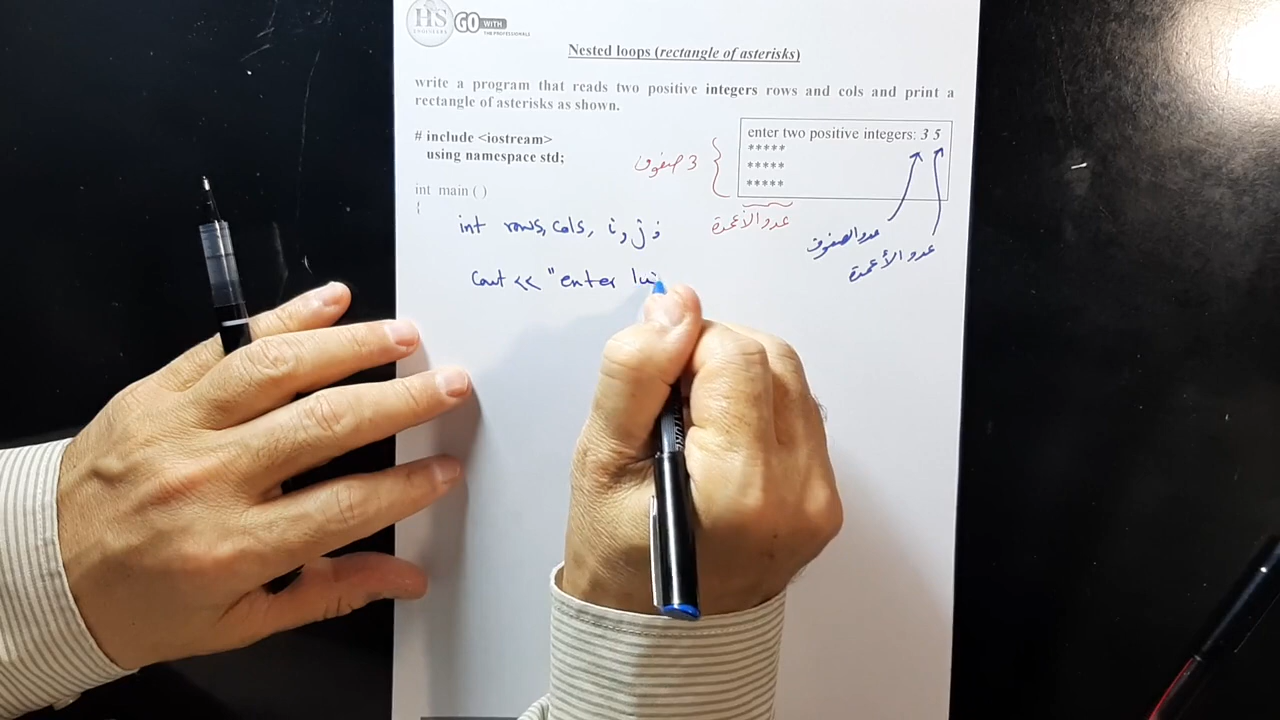 HS
ENGINEERS
GO WITH
THE PROFESSIONALS
Nested loops (rectangle of asterisks)
write a program that reads two positive integers rows and cols and print a
rectangle of asterisks as shown.
# include <iostream>
using namespace std;
int main ( )
{
enter two positive integers: 3 5
*****
*****
*****
3 صفوف
عدد الأعمدة
عدد الصفوف
عدد الأعمدة
int rows, cols, i, j;
Cout << "enter